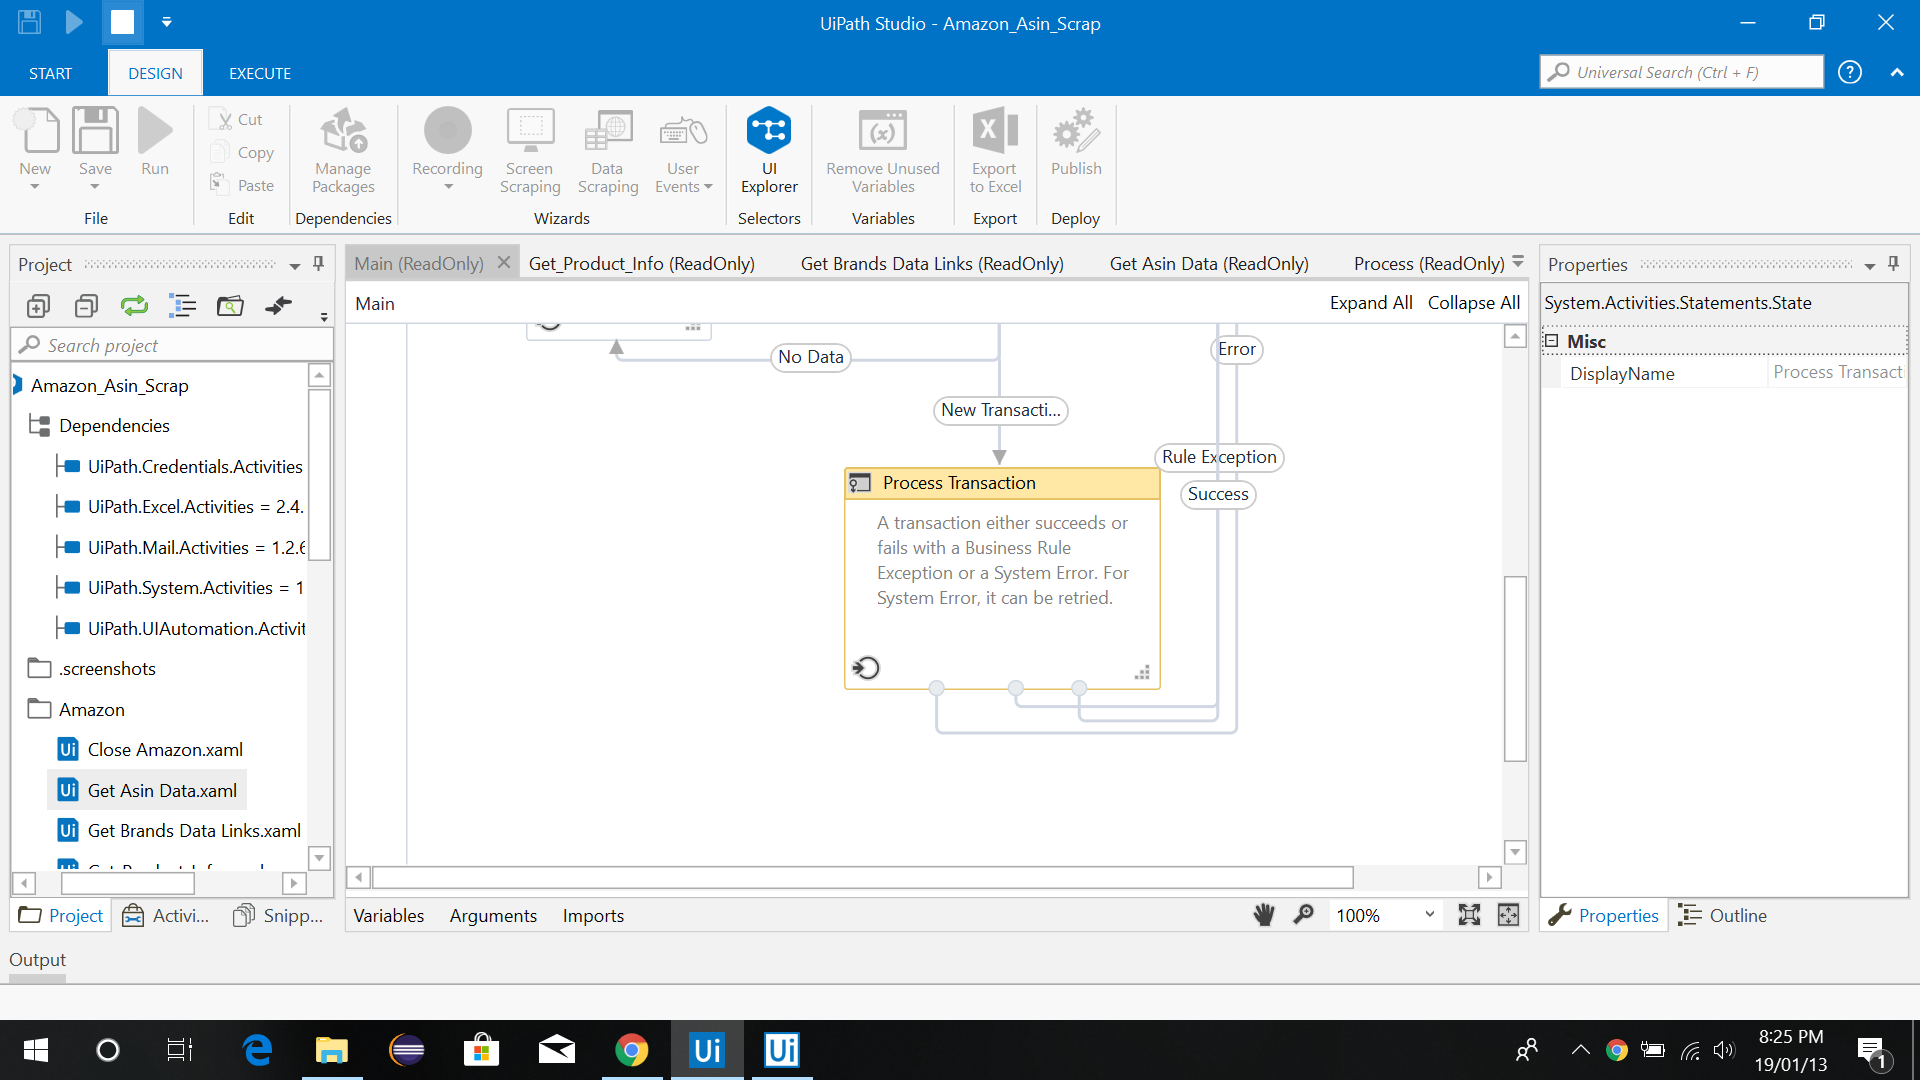 UiPath Studio - Amazon_Asin_Scrap
START
DESIGN
EXECUTE
Universal Search (Ctrl + F)
?
New
Save
Run
File
Cut
Copy
Paste
Edit
Manage Packages
Dependencies
Recording
Screen Scraping
Data Scraping
User Events
Wizards
UI Explorer
Selectors
Remove Unused Variables
Variables
Export to Excel
Export
Publish
Deploy
Project
Main (ReadOnly)
Get_Product_Info (ReadOnly)
Get Brands Data Links (ReadOnly)
Get Asin Data (ReadOnly)
Process (ReadOnly)
Properties
Search project
Amazon_Asin_Scrap
Dependencies
UiPath.Credentials.Activities
UiPath.Excel.Activities = 2.4.
UiPath.Mail.Activities = 1.2.6
UiPath.System.Activities = 1
UiPath.UIAutomation.Activit
.screenshots
Amazon
Close Amazon.xaml
Get Asin Data.xaml
Get Brands Data Links.xaml
Main
Expand All
Collapse All
No Data
Error
New Transacti...
Rule Exception
Success
Process Transaction
A transaction either succeeds or
fails with a Business Rule
Exception or a System Error. For
System Error, it can be retried.
System.Activities.Statements.State
Misc
DisplayName
Process Transacti
Project
Activi...
Snipp...
Variables
Arguments
Imports
100%
Properties
Outline
Output
Ui
Ui
8:25 PM
19/01/13
1